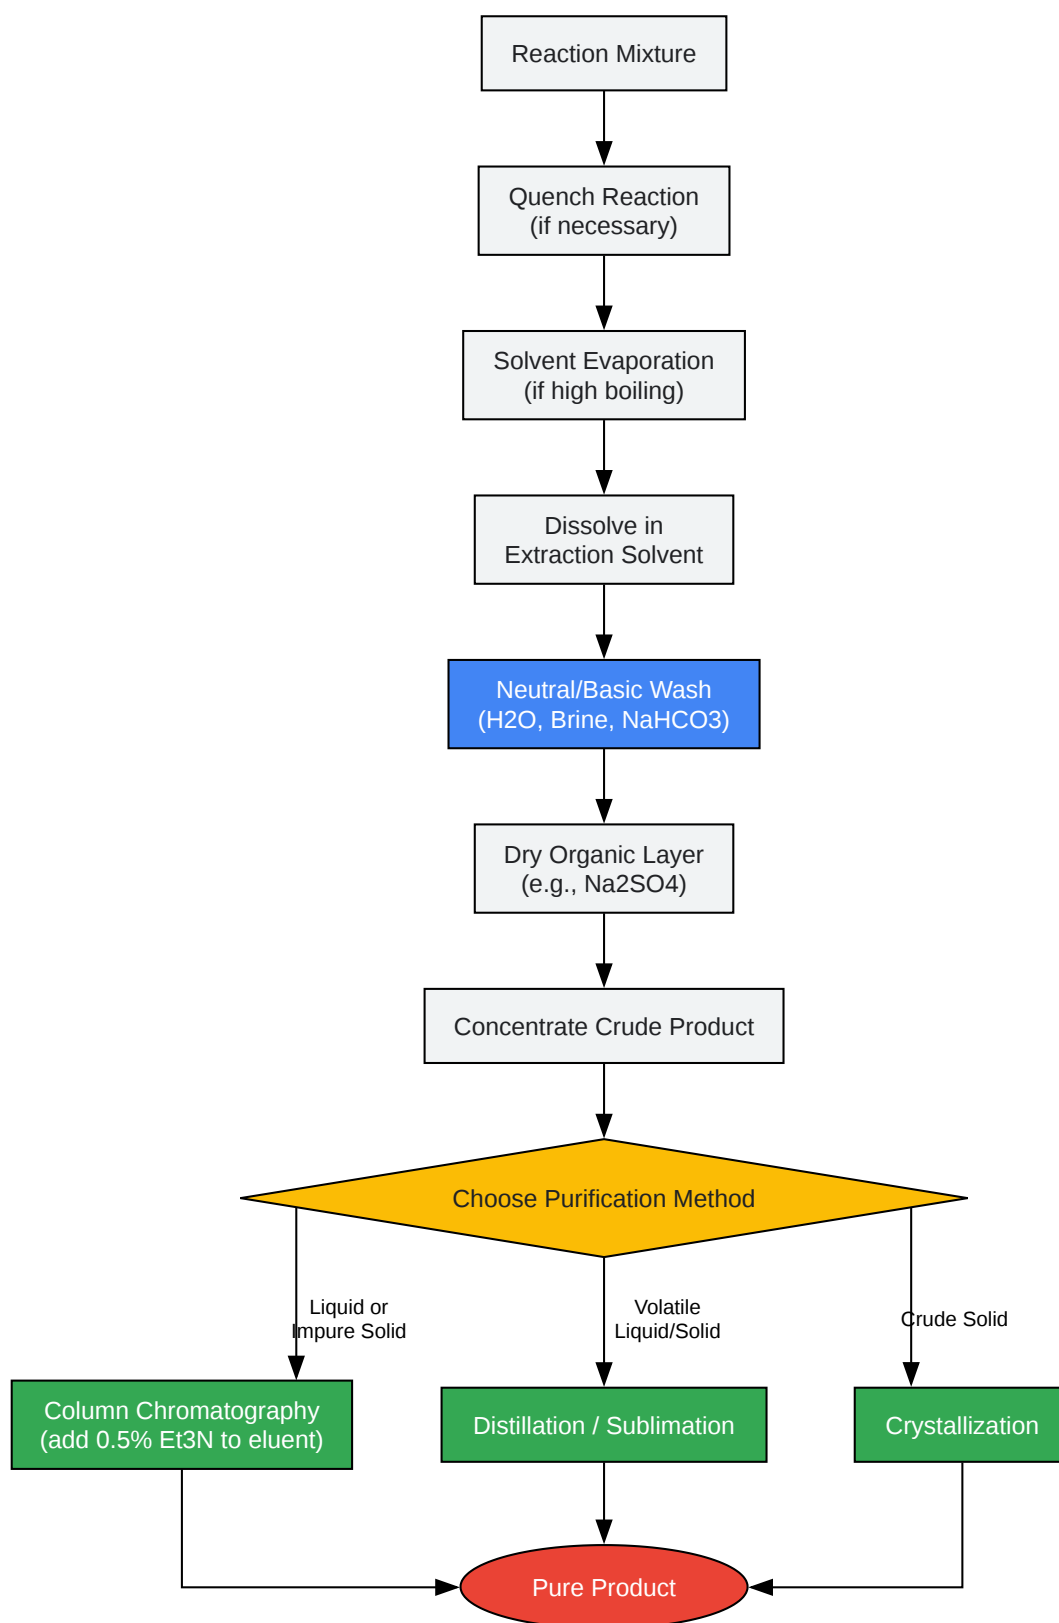 Reaction Mixture
Quench Reaction
(if necessary)
Solvent Evaporation
(if high boiling)
Dissolve in
Extraction Solvent
Neutral/Basic Wash
(H2O, Brine, NaHCO3)
Dry Organic Layer
(e.g., Na2SO4)
Concentrate Crude Product
Choose Purification Method
Liquid or
Impure Solid
Volatile
Liquid/Solid
Crude Solid
Column Chromatography
(add 0.5% Et3N to eluent)
Distillation / Sublimation
Crystallization
Pure Product